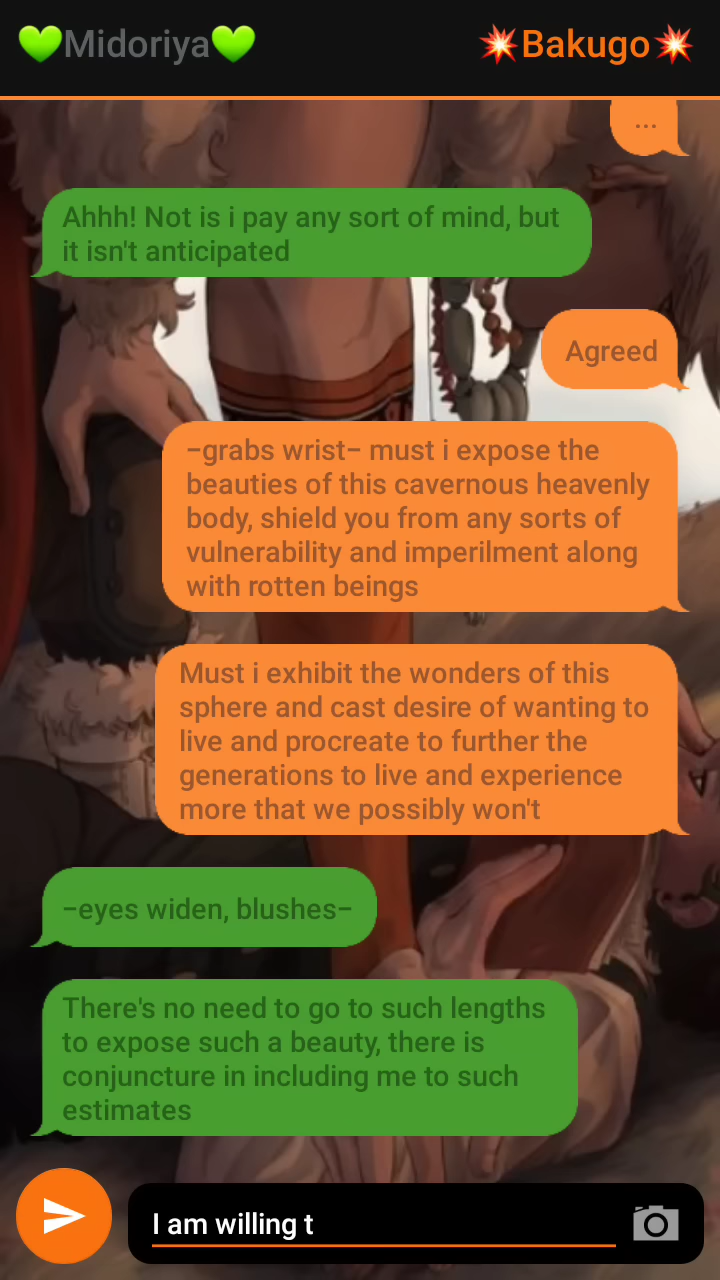 💚Midoriya💚
💥Bakugo💥
...
Ahhh! Not is i pay any sort of mind, but
it isn't anticipated
Agreed
–grabs wrist– must i expose the
beauties of this cavernous heavenly
body, shield you from any sorts of
vulnerability and imperilment along
with rotten beings
Must i exhibit the wonders of this
sphere and cast desire of wanting to
live and procreate to further the
generations to live and experience
more that we possibly won't
–eyes widen, blushes–
There's no need to go to such lengths
to expose such a beauty, there is
conjuncture in including me to such
estimates
I am willing t